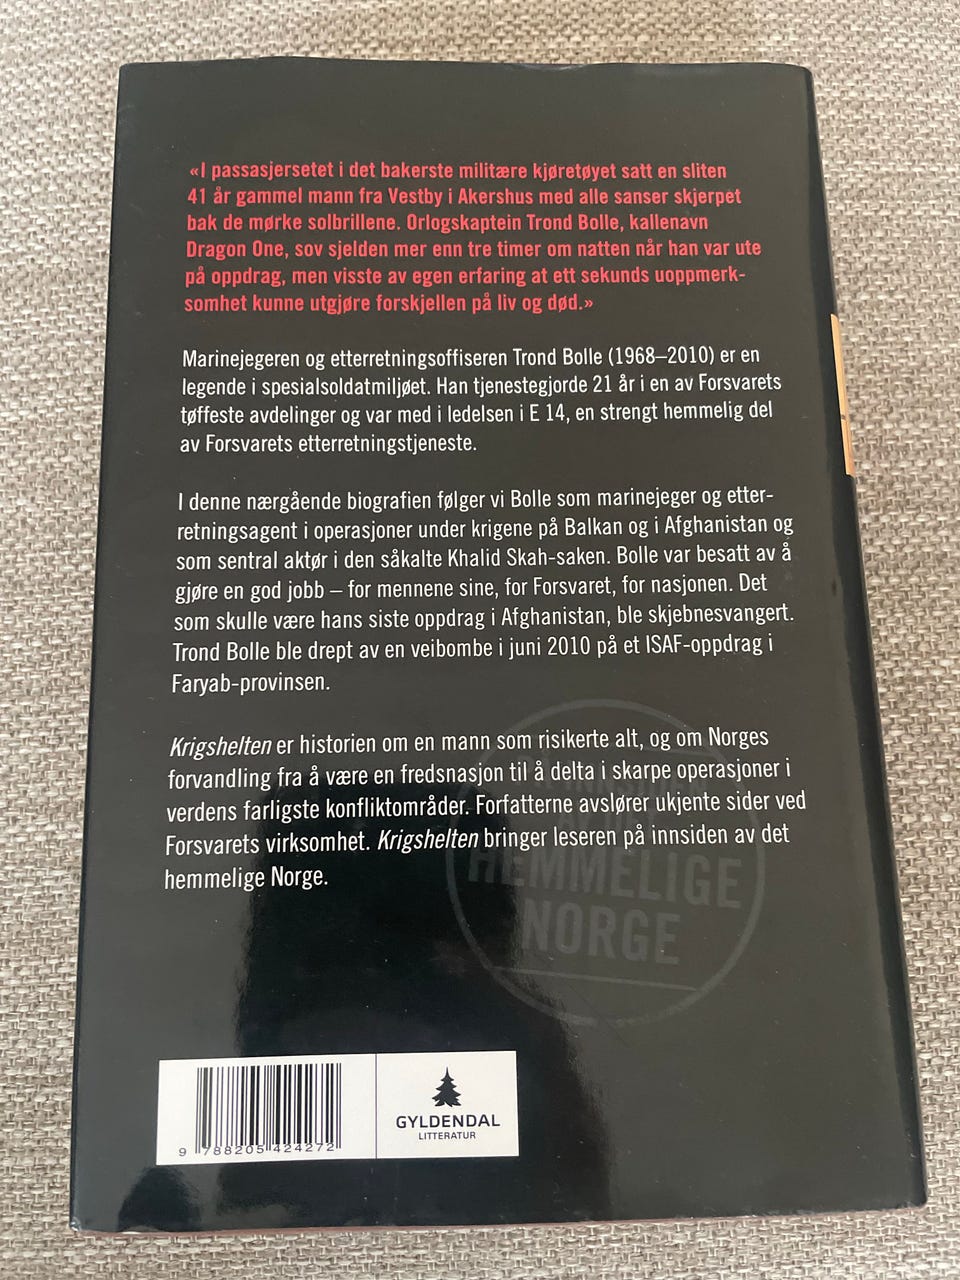 «I passasjersetet i det bakerste militære kjøretøyet satt en sliten
41 år gammel mann fra Vestby i Akershus med alle sanser skjerpet
bak de mørke solbrillene. Orlogskaptein Trond Bolle, kallenavn
Dragon One, sov sjelden mer enn tre timer om natten når han var ute
på oppdrag, men visste av egen erfaring at ett sekunds uoppmerk-
somhet kunne utgjøre forskjellen på liv og død.»
Marinejegeren og etterretningsoffiseren Trond Bolle (1968–2010) er en
legende i spesialsoldatmiljøet. Han tjenestegjorde 21 år i en av Forsvarets
tøffeste avdelinger og var med i ledelsen i E 14, en strengt hemmelig del
av Forsvarets etterretningstjeneste.
I denne nærgående biografien følger vi Bolle som marinejeger og etter-
retningsagent i operasjoner under krigene på Balkan og i Afghanistan og
som sentral aktør i den såkalte Khalid Skah-saken. Bolle var besatt av å
gjøre en god jobb – for mennene sine, for Forsvaret, for nasjonen. Det
som skulle være hans siste oppdrag i Afghanistan, ble skjebnesvangert.
Trond Bolle ble drept av en veibombe i juni 2010 på et ISAF-oppdrag i
Faryab-provinsen.
Krigshelten er historien om en mann som risikerte alt, og om Norges
forvandling fra å være en fredsnasjon til å delta i skarpe operasjoner i
verdens farligste konfliktområder. Forfatterne avslører ukjente sider ved
Forsvarets virksomhet. Krigshelten bringer leseren på innsiden av det
hemmelige Norge.
HEMMELIGE
NORGE
9 788205 424272
GYLDENDAL
LITTERATUR